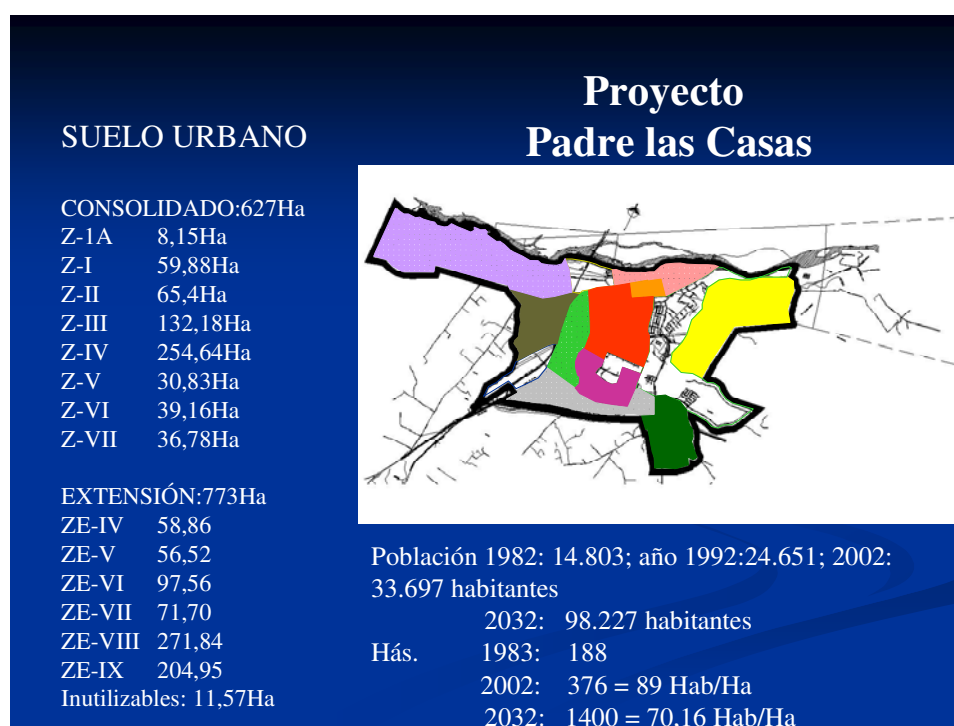 Proyecto
Padre las Casas
SUELO URBANO
CONSOLIDADO:627Ha
Z-1A 8,15Ha
Z-I 59,88Ha
Z-II 65,4Ha
Z-III 132,18Ha
Z-IV 254,64Ha
Z-V 30,83Ha
Z-VI 39,16Ha
Z-VII 36,78Ha
EXTENSIÓN:773Ha
ZE-IV 58,86
ZE-V 56,52
ZE-VI 97,56
ZE-VII 71,70
ZE-VIII 271,84
ZE-IX 204,95
Inutilizables: 11,57Ha
Población 1982: 14.803; año 1992:24.651; 2002:
33.697 habitantes
2032: 98.227 habitantes
Hás. 1983: 188
2002: 376 = 89 Hab/Ha
2032: 1400 = 70,16 Hab/Ha